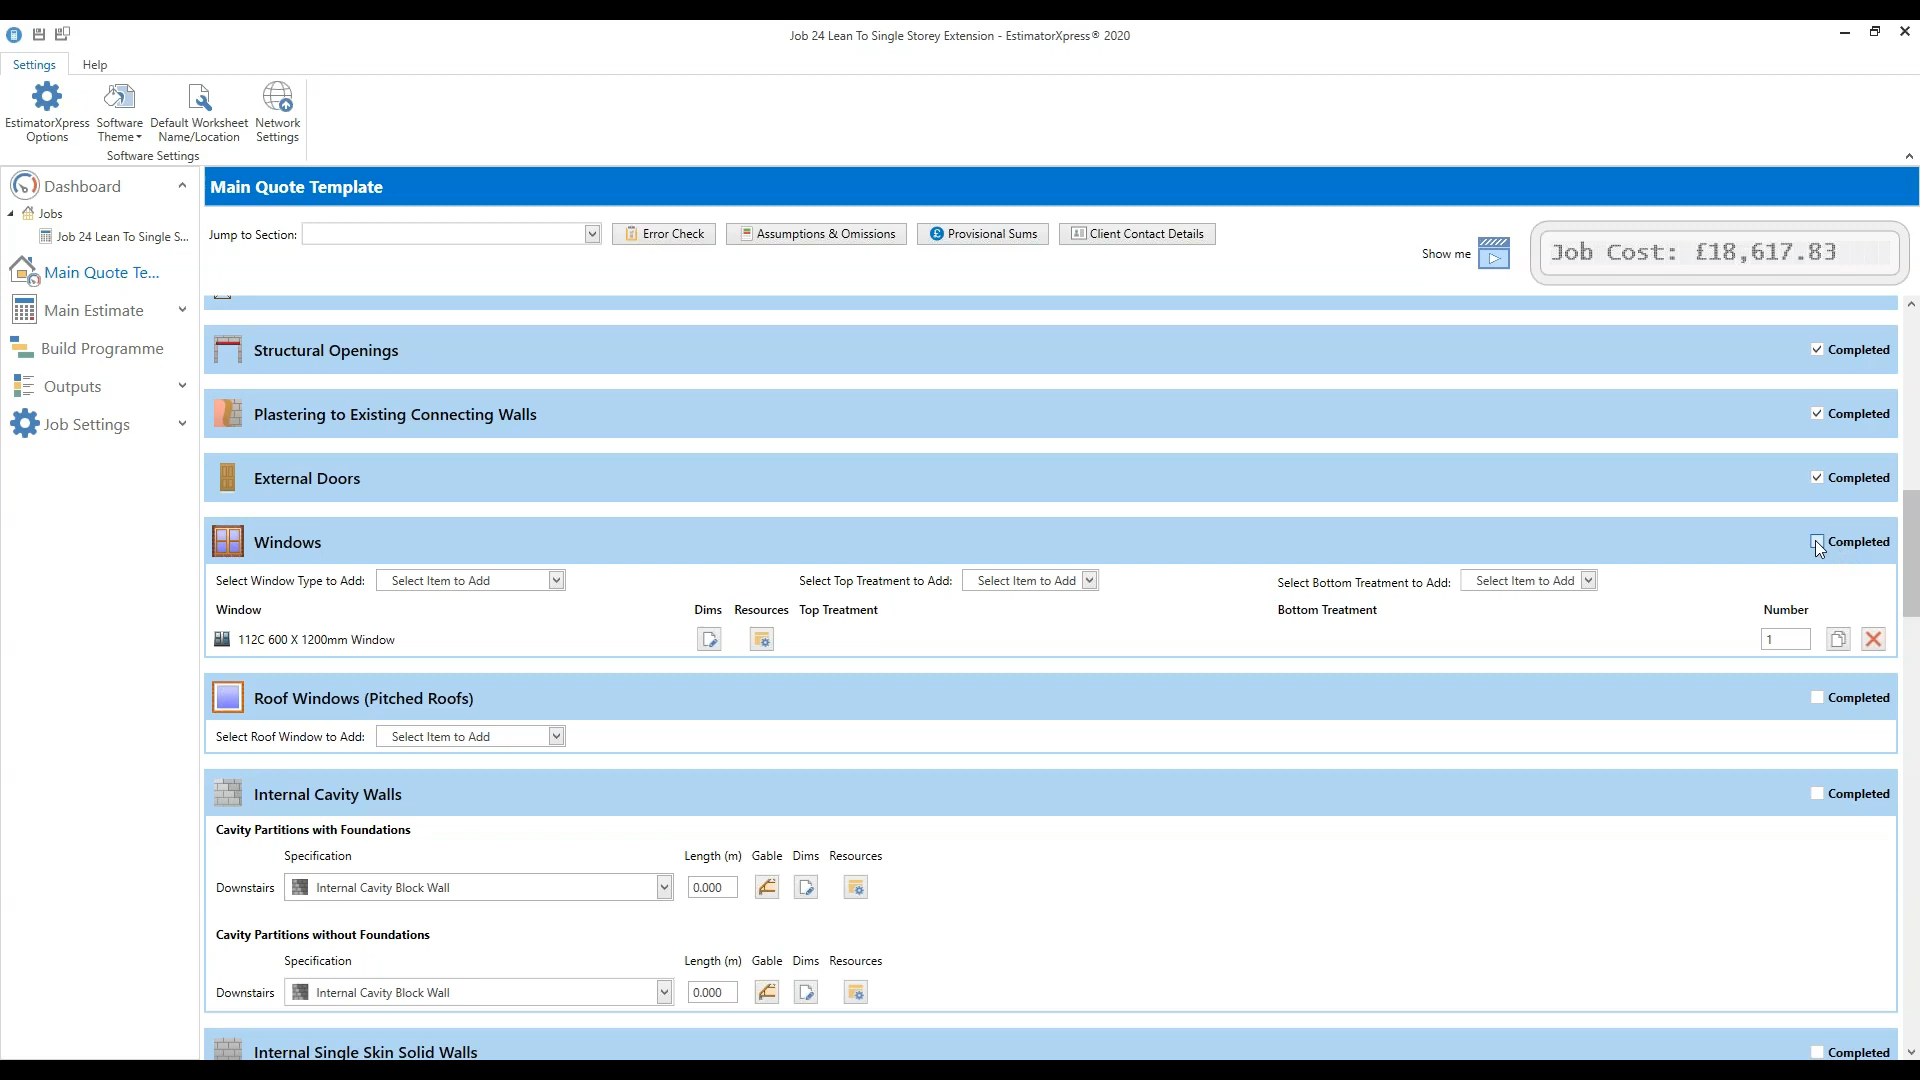 Job 24 Lean To Single Storey Extension - EstimatorXpress® 2020
Settings Help
EstimatorXpress Options
Software Theme
Default Worksheet Name/Location
Network Settings
Software Settings
Dashboard
Jobs
Job 24 Lean To Single S...
Main Quote Te...
Main Estimate
Build Programme
Outputs
Job Settings
Main Quote Template
Jump to Section: Error Check Assumptions & Omissions Provisional Sums Client Contact Details
Show me Job Cost: £18,617.83
Structural Openings Completed
Plastering to Existing Connecting Walls Completed
External Doors Completed
Windows Completed
Select Window Type to Add: Select Item to Add Select Top Treatment to Add: Select Item to Add Select Bottom Treatment to Add: Select Item to Add
Window Dims Resources Top Treatment Bottom Treatment Number
112C 600 X 1200mm Window 1
Roof Windows (Pitched Roofs) Completed
Select Roof Window to Add: Select Item to Add
Internal Cavity Walls Completed
Cavity Partitions with Foundations
Specification Length (m) Gable Dims Resources
Downstairs Internal Cavity Block Wall 0.000
Cavity Partitions without Foundations
Specification Length (m) Gable Dims Resources
Downstairs Internal Cavity Block Wall 0.000
Internal Single Skin Solid Walls Completed